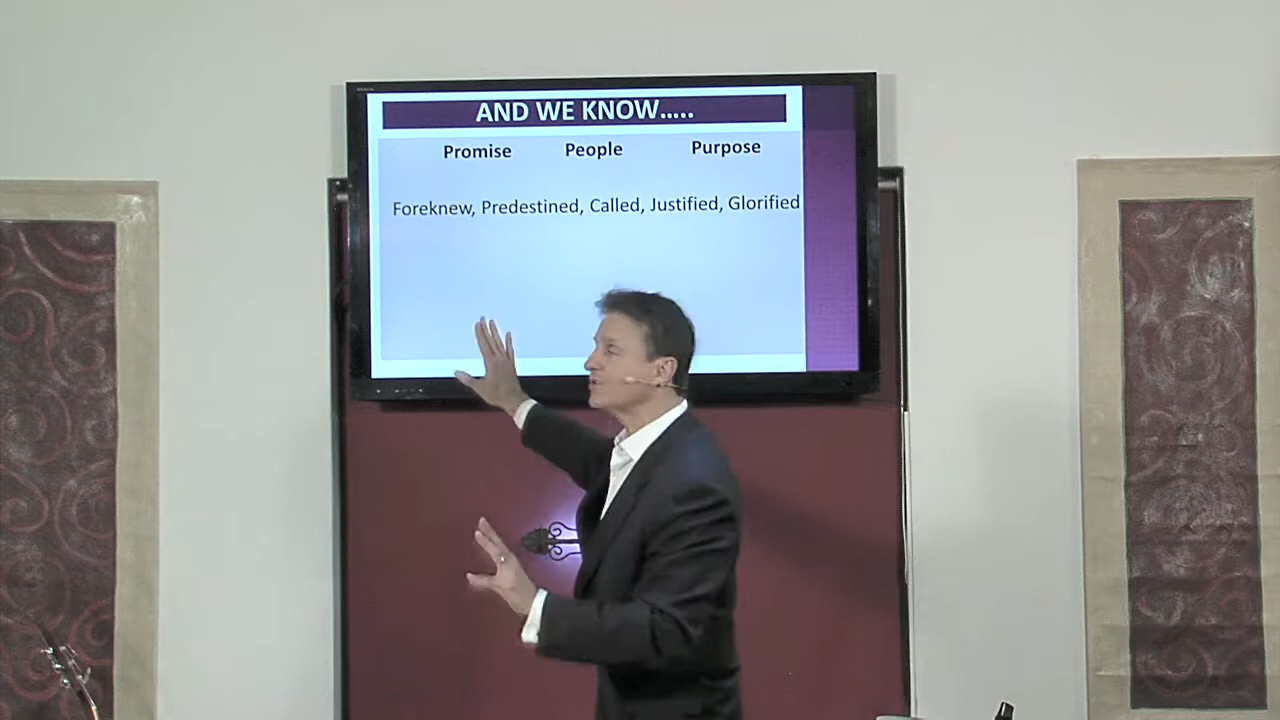 AND WE KNOW.....
Promise People Purpose
Foreknew, Predestined, Called, Justified, Glorified